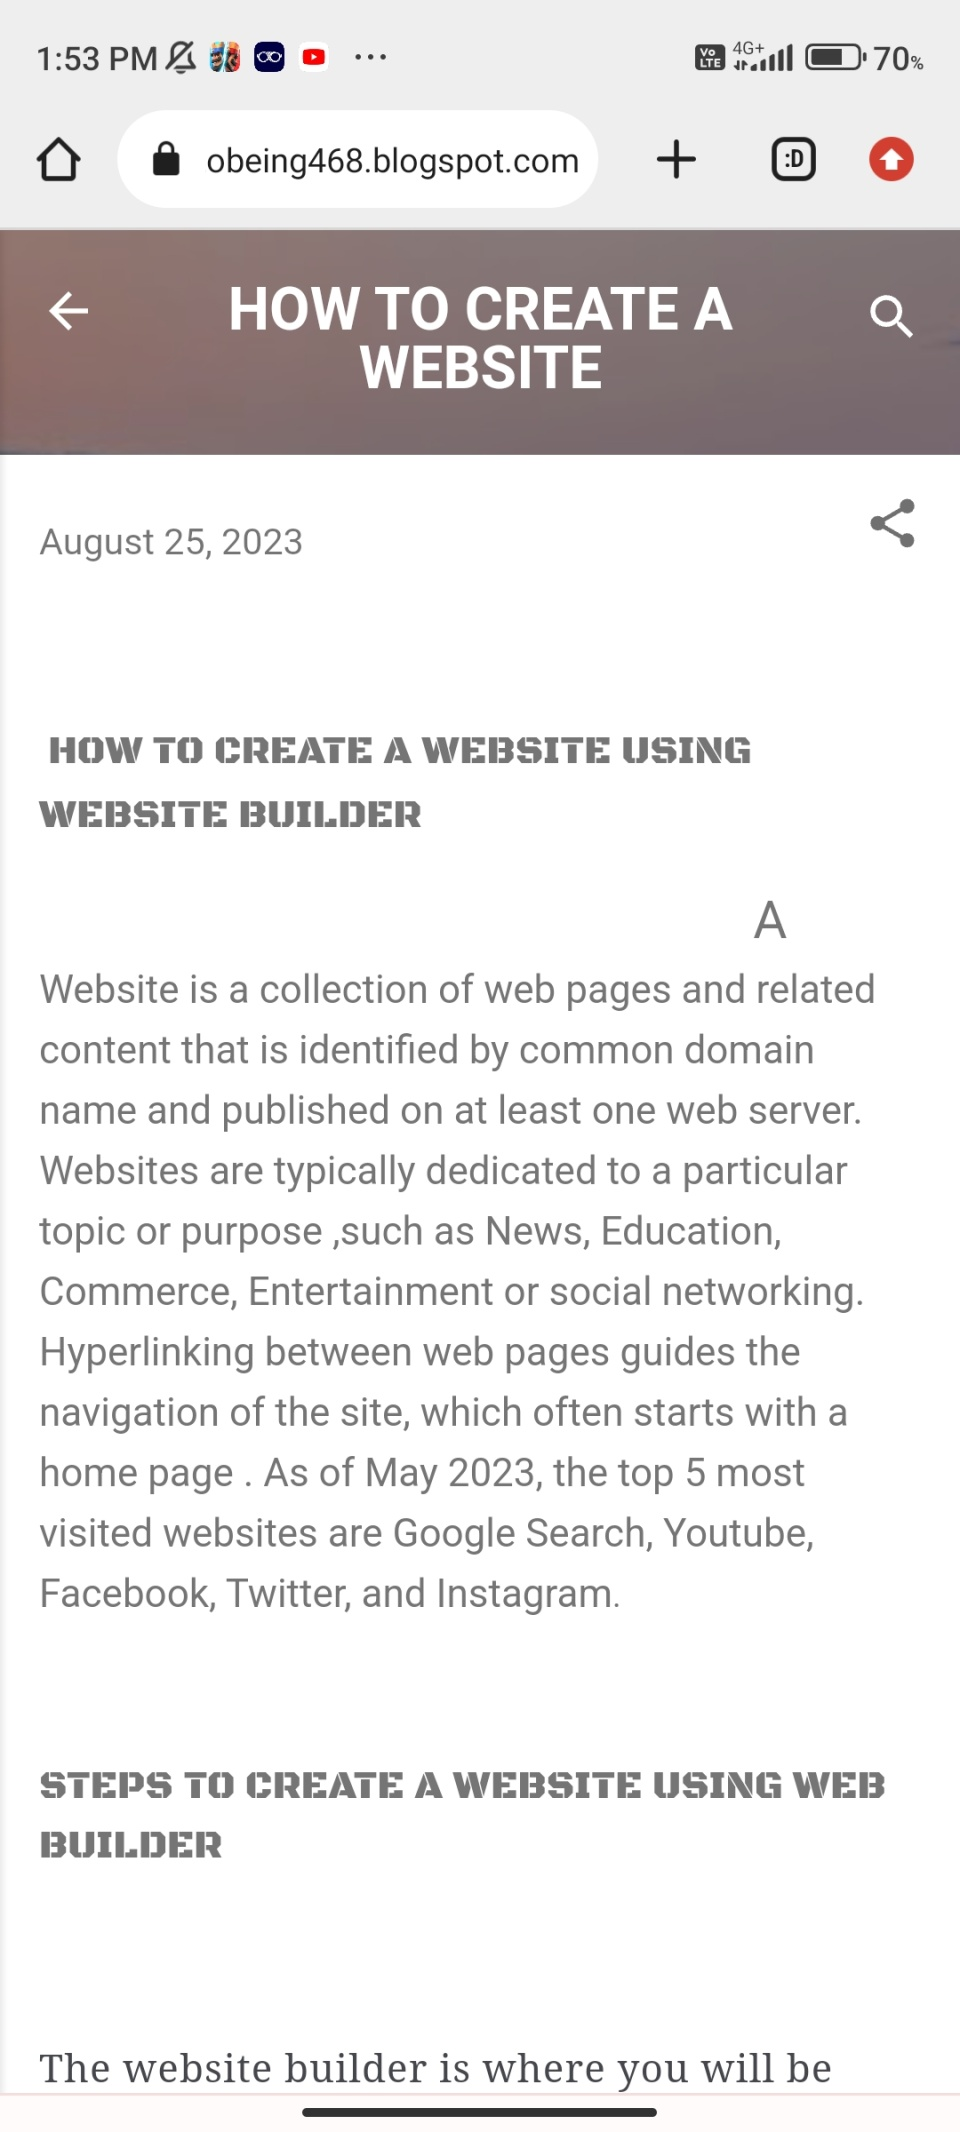 1:53 PM ... Vo LTE 4G+ 70%
obeing468.blogspot.com :D
HOW TO CREATE A
WEBSITE
August 25, 2023
HOW TO CREATE A WEBSITE USING
WEBSITE BUILDER
A
Website is a collection of web pages and related
content that is identified by common domain
name and published on at least one web server.
Websites are typically dedicated to a particular
topic or purpose ,such as News, Education,
Commerce, Entertainment or social networking.
Hyperlinking between web pages guides the
navigation of the site, which often starts with a
home page . As of May 2023, the top 5 most
visited websites are Google Search, Youtube,
Facebook, Twitter, and Instagram.
STEPS TO CREATE A WEBSITE USING WEB
BUILDER
The website builder is where you will be